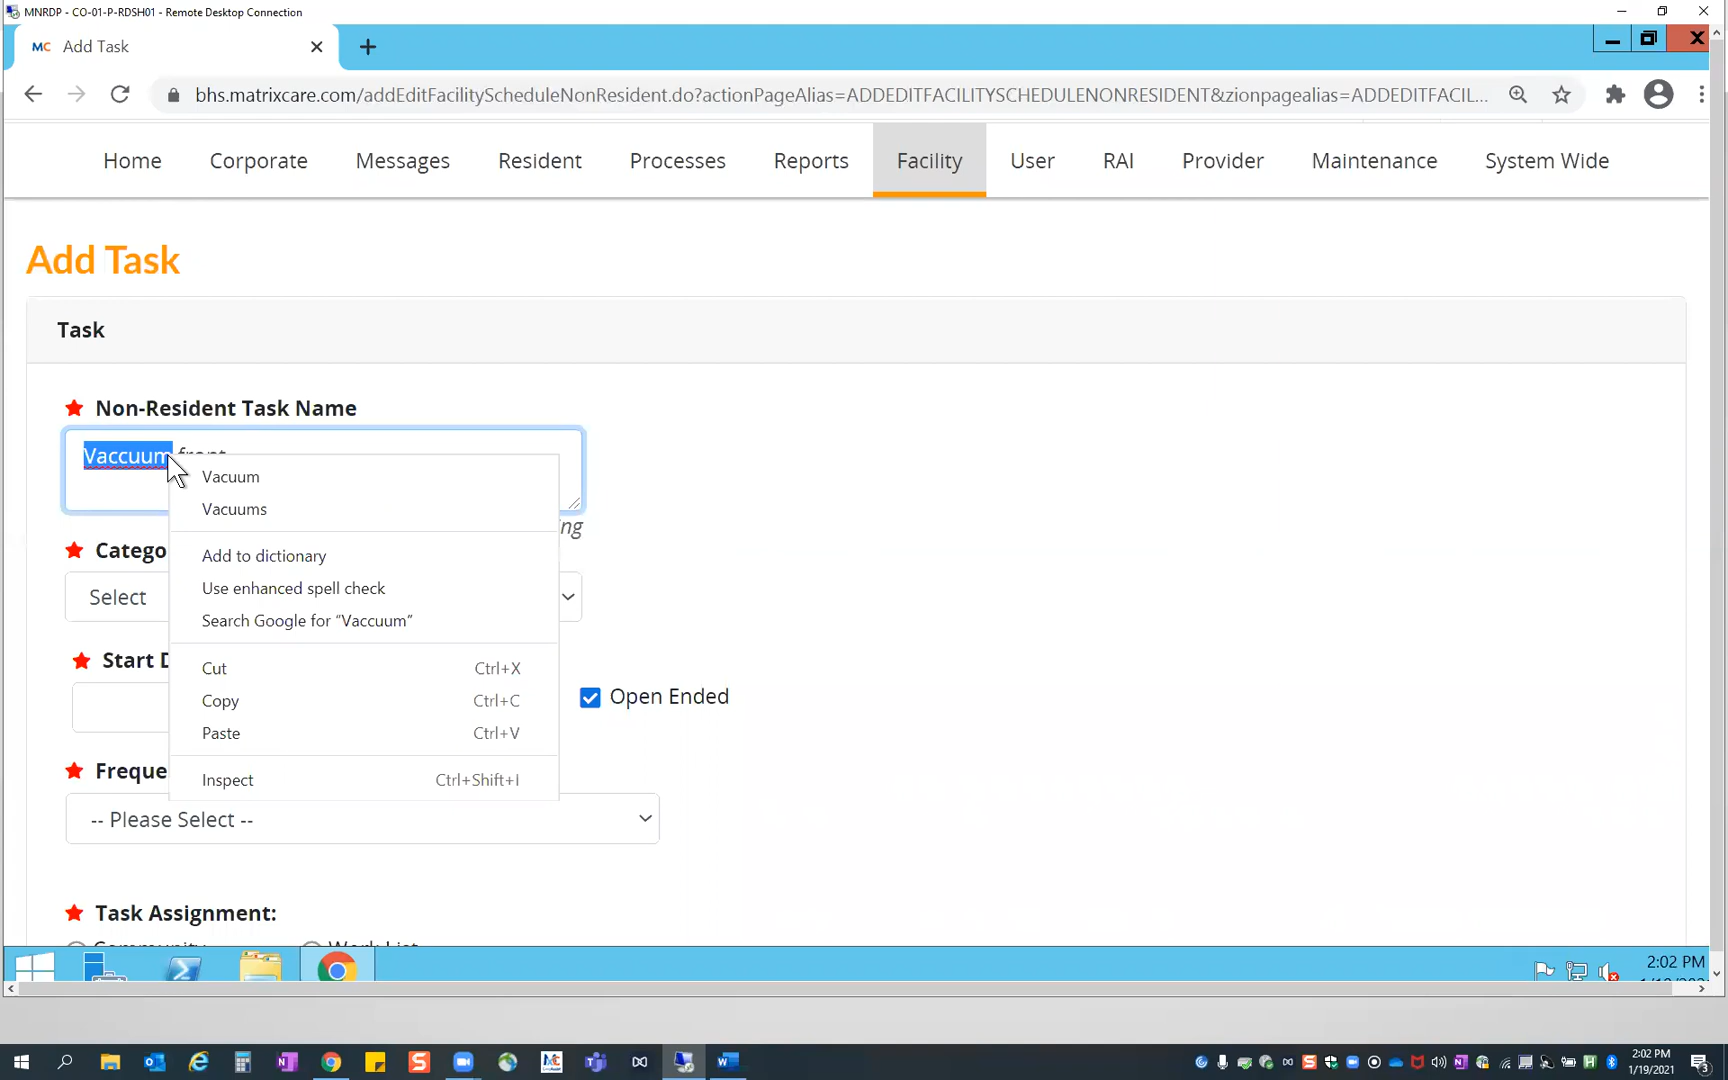 MNRDP - CO-01-P-RDSH01 - Remote Desktop Connection
MC Add Task
bhs.matrixcare.com/addEditFacilityScheduleNonResident.do?actionPageAlias=ADDEDITFACILITYSCHEDULENONRESIDENT&zionpagealias=ADDEDITFACIL...
Home Corporate Messages Resident Processes Reports Facility User RAI Provider Maintenance System Wide
Add Task
Task
Non-Resident Task Name
Vaccuum front
Vacuum
Vacuums
ng
Catego
Add to dictionary
Use enhanced spell check
Select
Search Google for “Vaccuum”
Start D
Cut Ctrl+X
Open Ended
Copy Ctrl+C
Paste Ctrl+V
Freque
Inspect Ctrl+Shift+I
-- Please Select --
Task Assignment:
Community Work List
2:02 PM
2:02 PM
1/19/2021